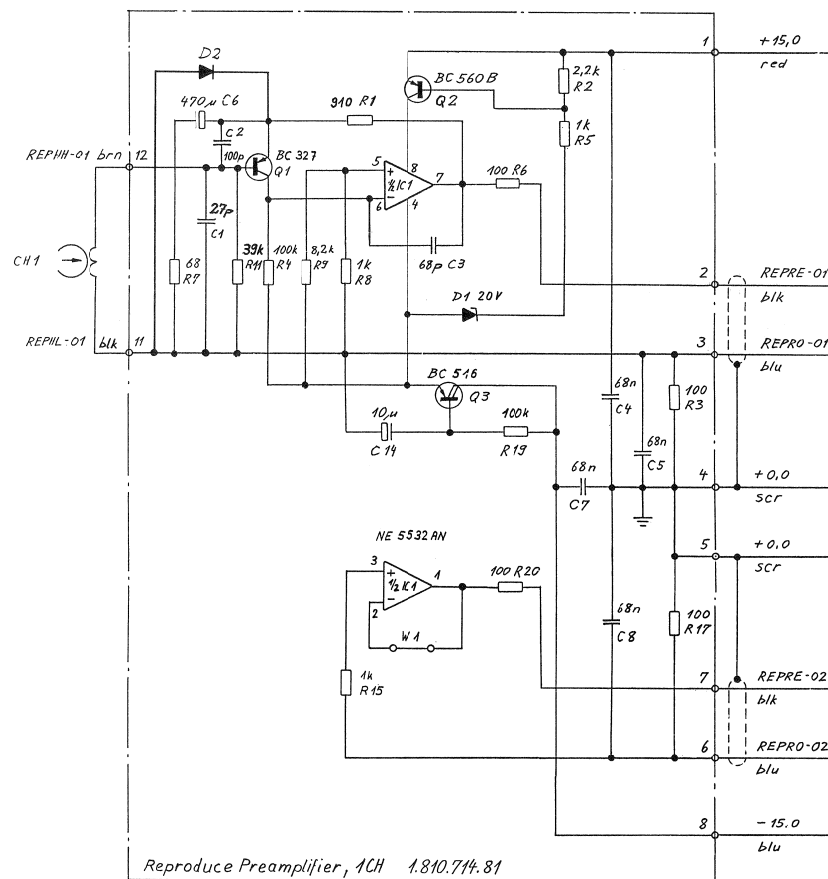 1
+15,0
red
D2
BC 560 B
Q2
2,2k
R2
1k
R5
470µ C6
910 R1
C2
100p
REPHH-01 brn 12
BC 327
Q1
5
+
8
½ IC1
7
6
-
4
100 R6
27p
C1
CH1
68
R7
39k
R11
100k
R4
8,2k
R9
1k
R8
68p C3
2
REPRE-01
blk
D1 20V
REPHL-01 blk 11
3
REPRO-01
blu
BC 516
Q3
68n
C4
100
R3
10µ
C14
100k
R19
68n
C5
68n
C7
4
+0,0
scr
NE 5532AN
5
+0,0
scr
3
+
½ IC1
1
2
-
100 R20
W1
68n
C8
100
R17
1k
R15
7
REPRE-02
blk
6
REPRO-02
blu
8
-15.0
blu
Reproduce Preamplifier, 1CH 1.810.714.81